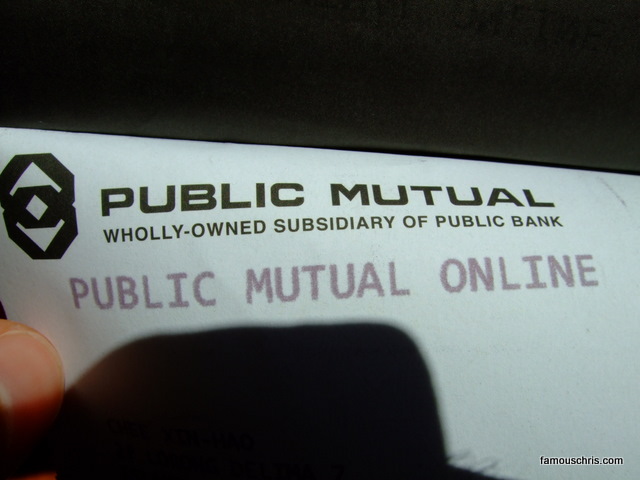 PUBLIC MUTUAL
WHOLLY-OWNED SUBSIDIARY OF PUBLIC BANK
PUBLIC MUTUAL ONLINE
famouschris.com